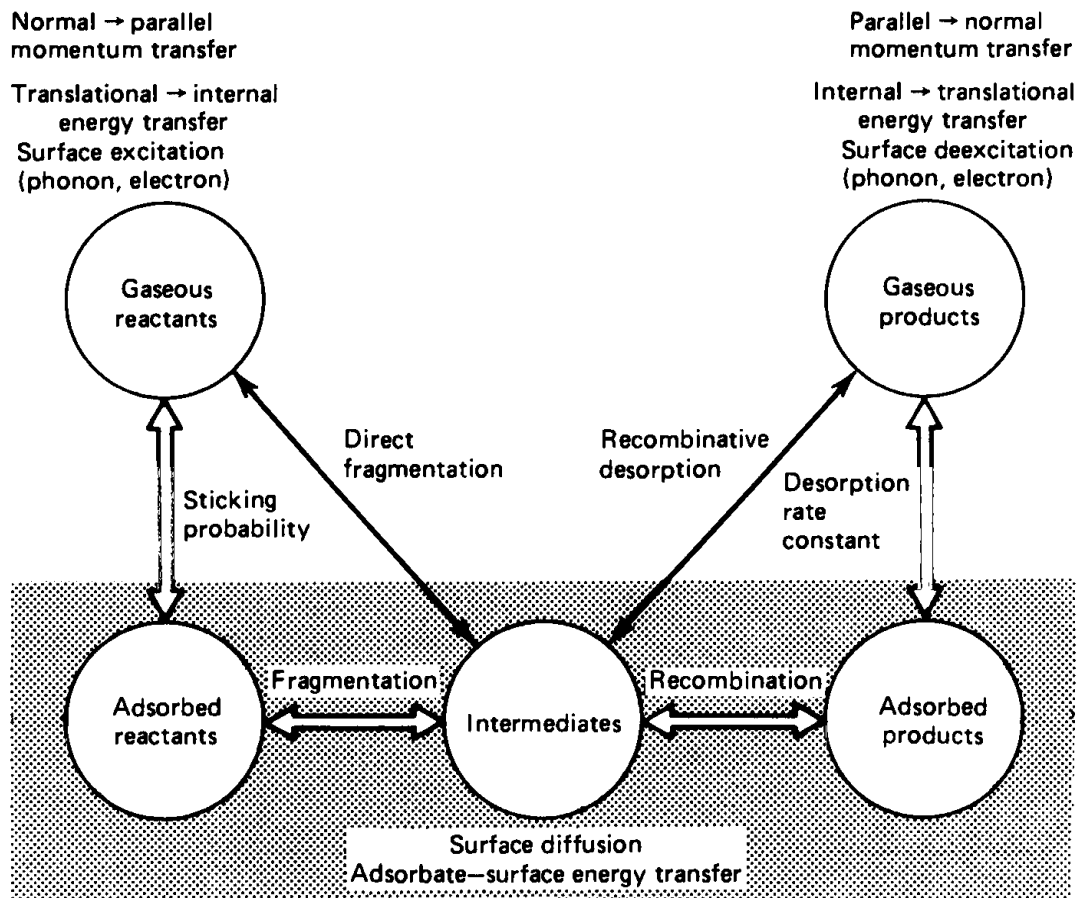 Normal → parallel
momentum transfer
Translational → internal
energy transfer
Surface excitation
(phonon, electron)
Parallel → normal
momentum transfer
Internal → translational
energy transfer
Surface deexcitation
(phonon, electron)
Gaseous
reactants
Gaseous
products
Direct
fragmentation
Recombinative
desorption
Sticking
probability
Desorption
rate
constant
Adsorbed
reactants
Fragmentation
Intermediates
Recombination
Adsorbed
products
Surface diffusion
Adsorbate—surface energy transfer